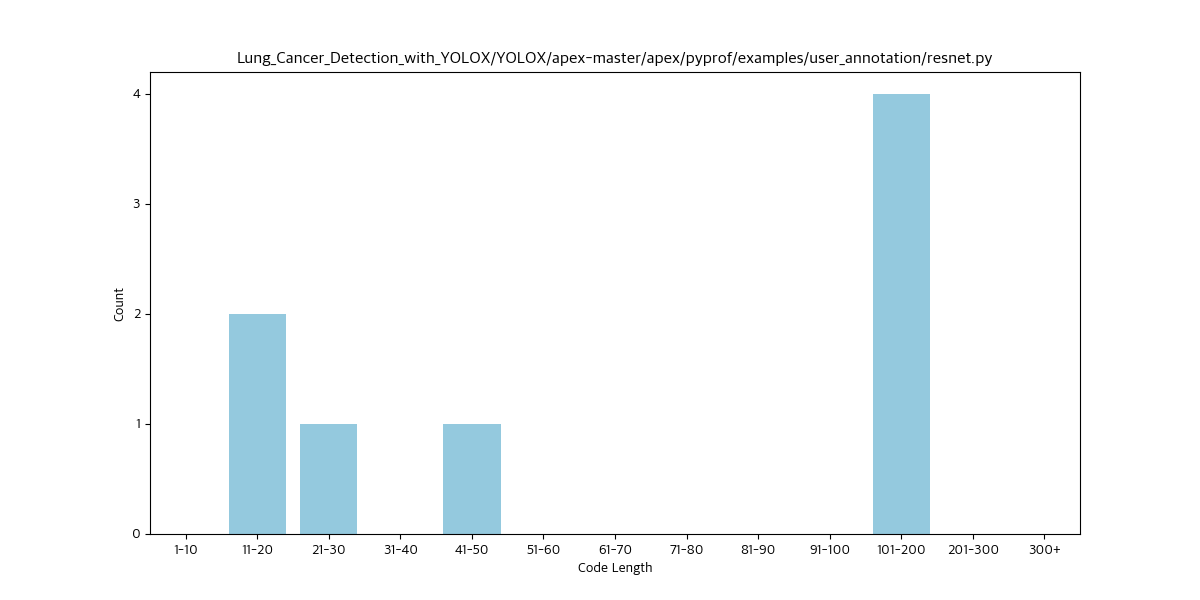 Lung_Cancer_Detection_with_YOLOX/YOLOX/apex-master/apex/pyprof/examples/user_annotation/resnet.py
4
3
2
1
0
Count
1-10 11-20 21-30 31-40 41-50 51-60 61-70 71-80 81-90 91-100 101-200 201-300 300+
Code Length